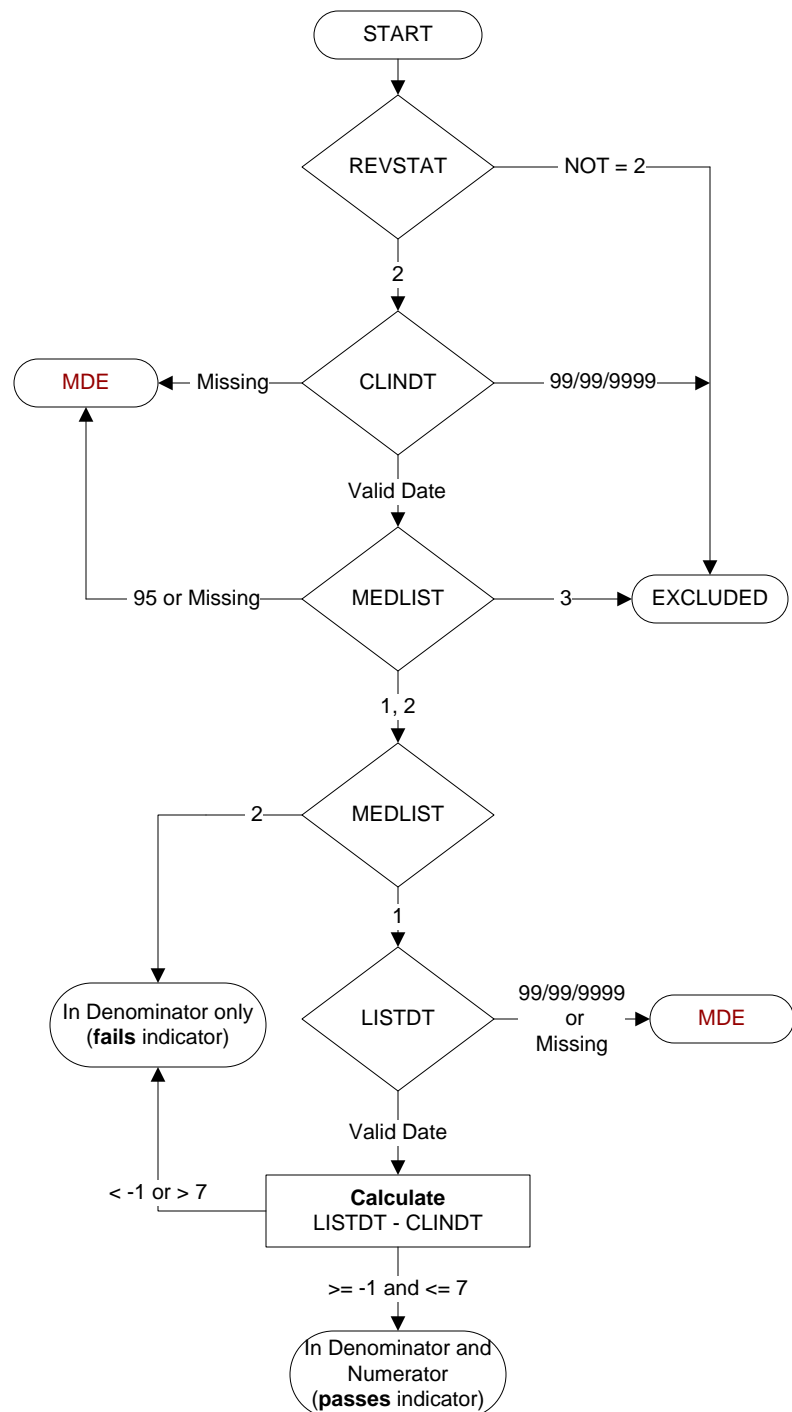 START
REVSTAT
NOT = 2
2
MDE
Missing
CLINDT
99/99/9999
Valid Date
95 or Missing
MEDLIST
3
EXCLUDED
1, 2
2
MEDLIST
1
In Denominator only
(fails indicator)
LISTDT
99/99/9999
or
Missing
MDE
Valid Date
< -1 or > 7
Calculate
LISTDT - CLINDT
>= -1 and <= 7
In Denominator and
Numerator
(passes indicator)